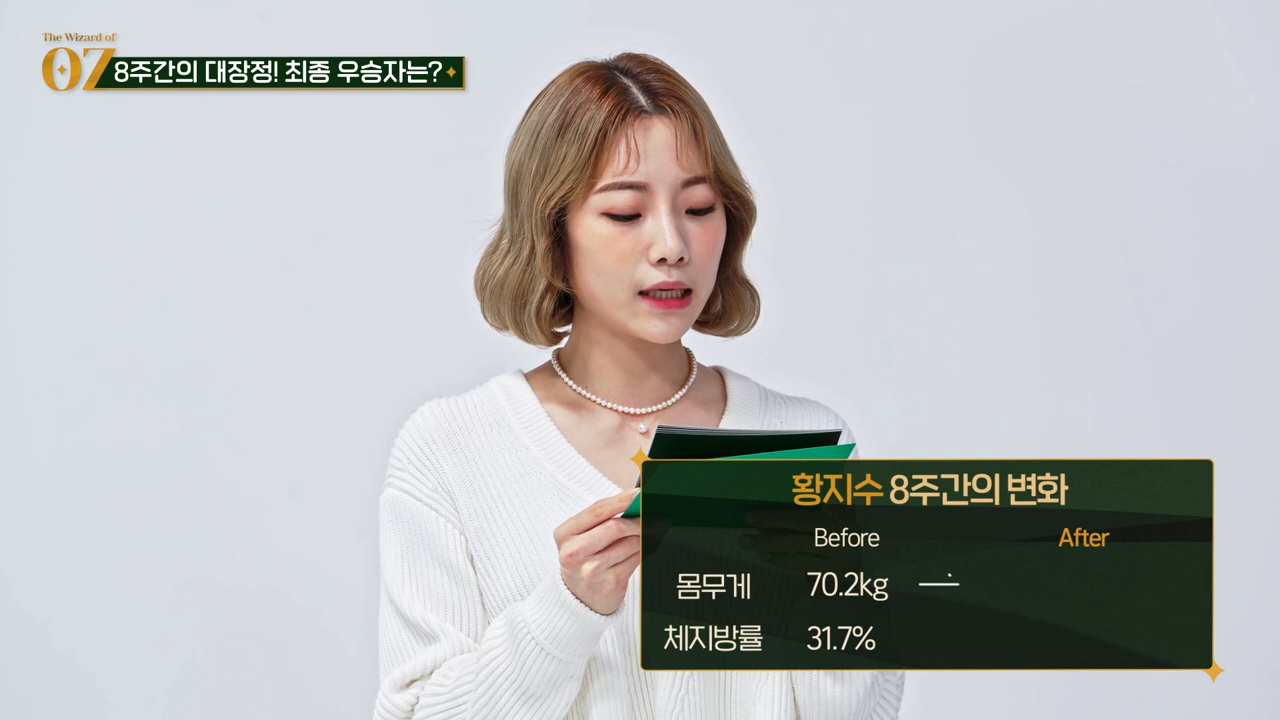 The Wizard of
OZ
8주간의 대장정! 최종 우승자는?
황지수 8주간의 변화
Before After
몸무게 70.2kg
체지방률 31.7%